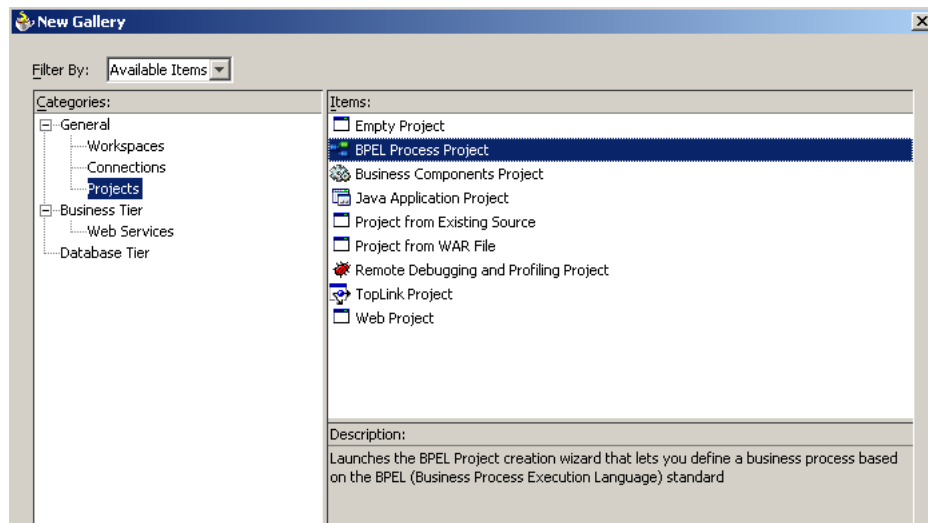 New Gallery
Filter By: Available Items
Categories:
General
Workspaces
Connections
Projects
Business Tier
Web Services
Database Tier
Items:
Empty Project
BPEL Process Project
Business Components Project
Java Application Project
Project from Existing Source
Project from WAR File
Remote Debugging and Profiling Project
TopLink Project
Web Project
Description:
Launches the BPEL Project creation wizard that lets you define a business process based
on the BPEL (Business Process Execution Language) standard